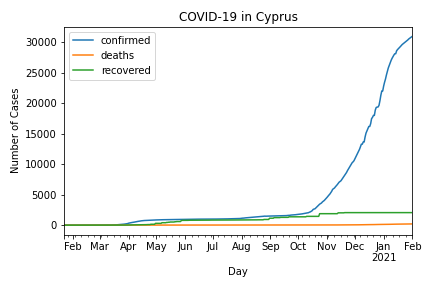 COVID-19 in Cyprus
confirmed
deaths
recovered
Number of Cases
30000
25000
20000
15000
10000
5000
0
Feb Mar Apr May Jun Jul Aug Sep Oct Nov Dec Jan Feb
2021
Day